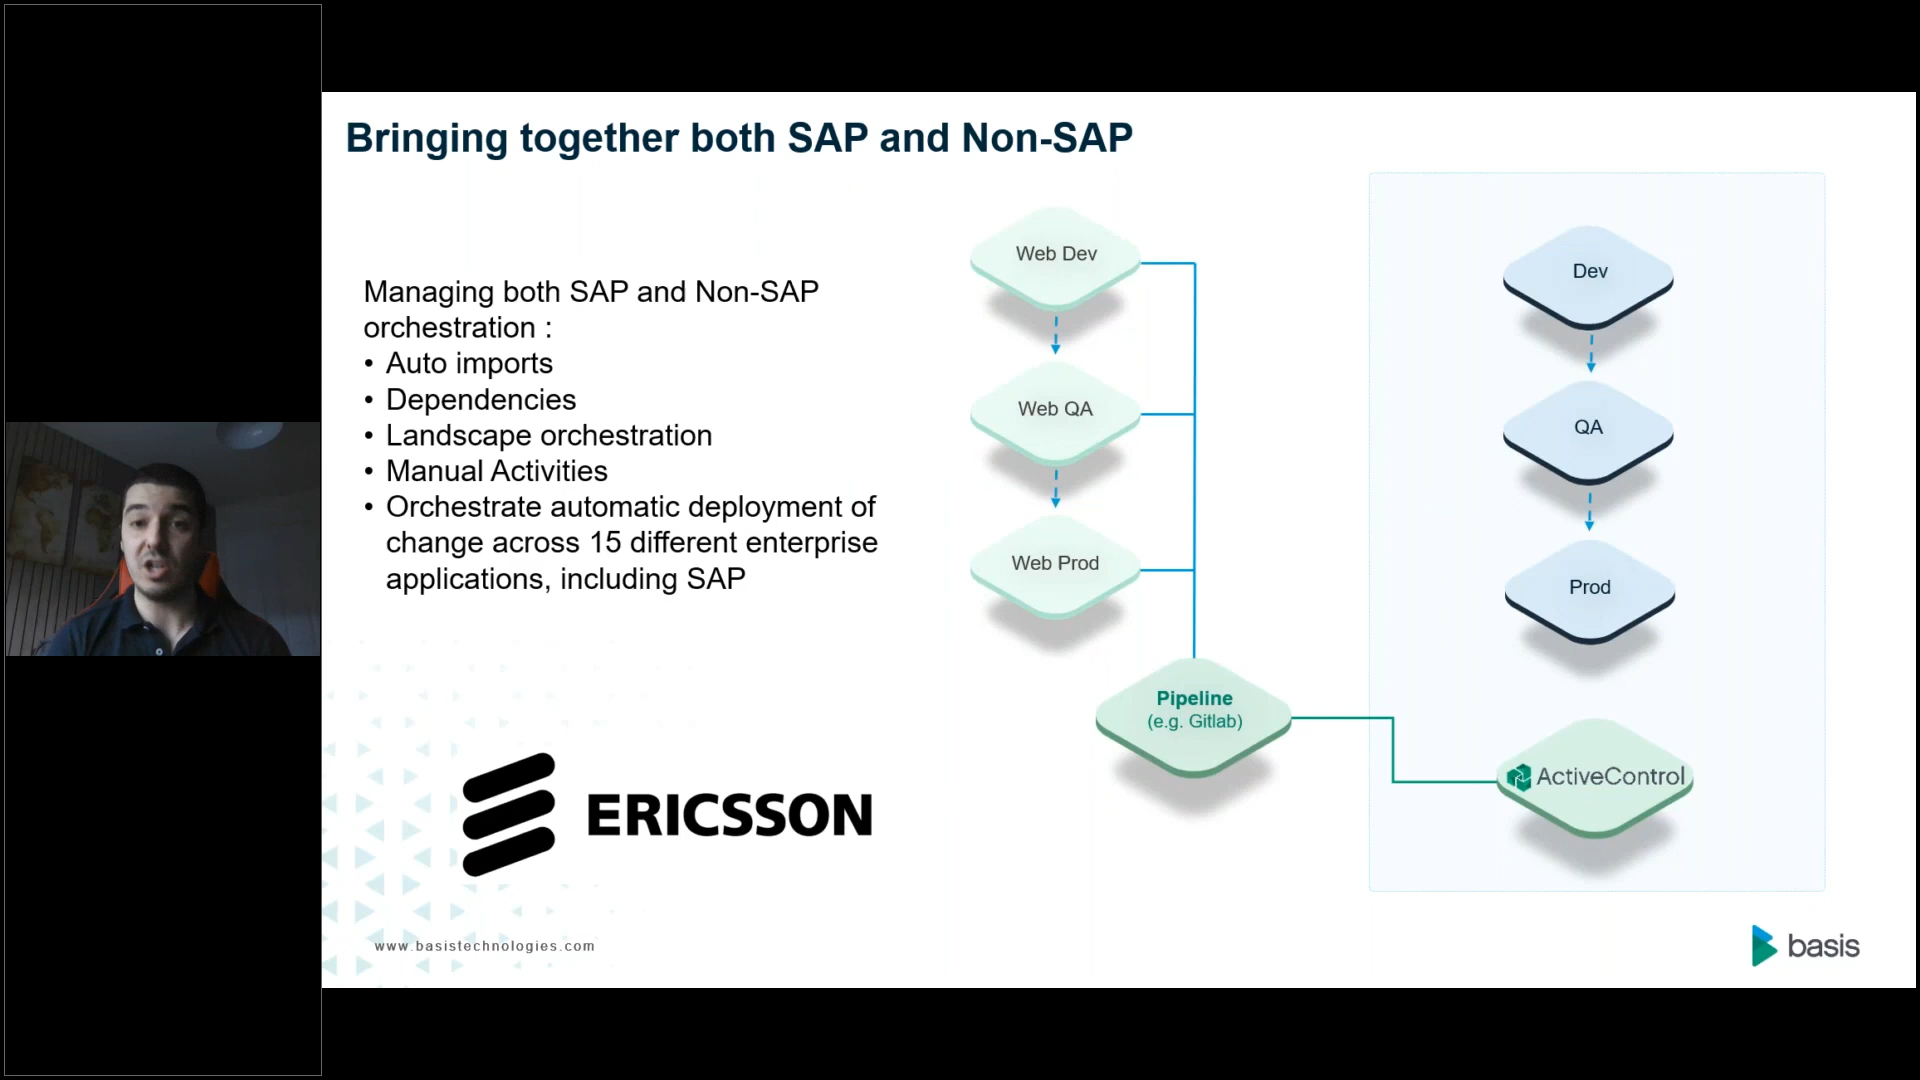 Bringing together both SAP and Non-SAP
Managing both SAP and Non-SAP
orchestration :
• Auto imports
• Dependencies
• Landscape orchestration
• Manual Activities
• Orchestrate automatic deployment of
change across 15 different enterprise
applications, including SAP
ERICSSON
www.basistechnologies.com
Web Dev
Web QA
Web Prod
Pipeline
(e.g. Gitlab)
Dev
QA
Prod
ActiveControl
basis